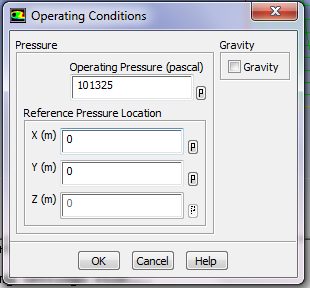 Operating Conditions
Pressure
Operating Pressure (pascal)
101325
P
Reference Pressure Location
X (m)
0
P
Y (m)
0
P
Z (m)
0
P
Gravity
Gravity
OK
Cancel
Help